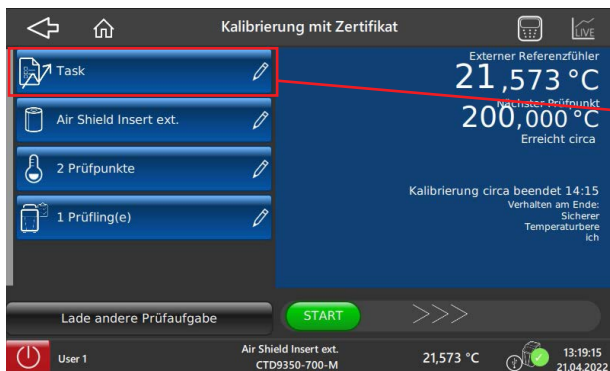 Kalibrierung mit Zertifikat
LIVE
Task
Air Shield Insert ext.
2 Prüfpunkte
1 Prüfling(e)
Externer Referenzfühler
21,573 °C
Nächster Prüfpunkt
200,000 °C
Erreicht circa
Kalibrierung circa beendet 14:15
Verhalten am Ende:
Sicherer
Temperaturbere
ich
Lade andere Prüfaufgabe
START
User 1
Air Shield Insert ext.
CTD9350-700-M
21,573 °C
13:19:15
21.04.2022